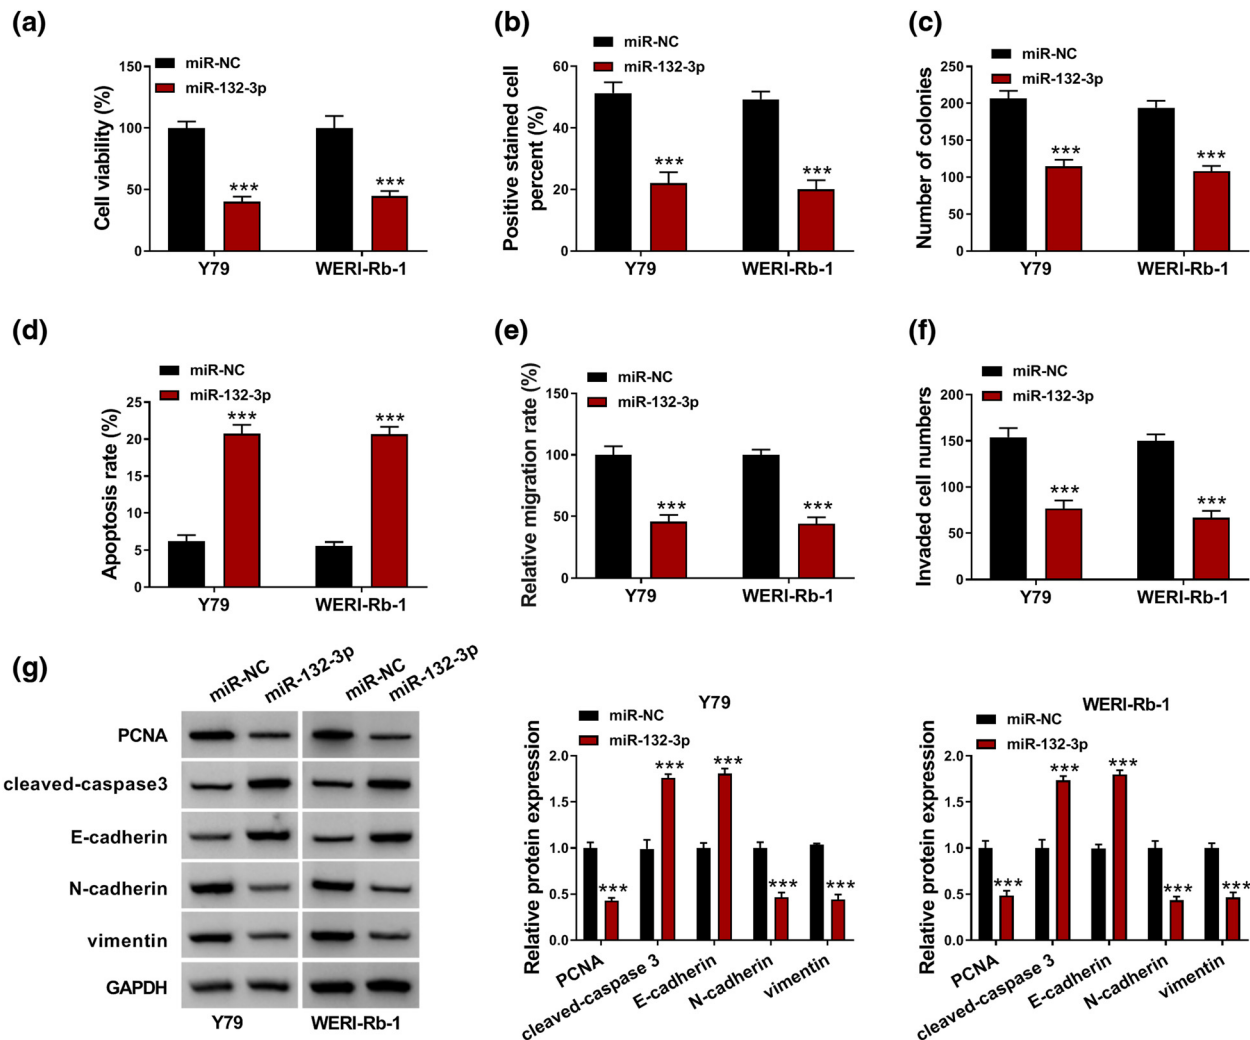 (a)
miR-NC
miR-132-3p
Cell viability (%)
150
100
50
0
***
***
Y79
WERI-Rb-1
(b)
miR-NC
miR-132-3p
Positive stained cell
percent (%)
60
40
20
0
***
***
Y79
WERI-Rb-1
(c)
miR-NC
miR-132-3p
Number of colonies
250
200
150
100
50
0
***
***
Y79
WERI-Rb-1
(d)
miR-NC
miR-132-3p
Apoptosis rate (%)
25
20
15
10
5
0
***
***
Y79
WERI-Rb-1
(e)
miR-NC
miR-132-3p
Relative migration rate (%)
150
100
50
0
***
***
Y79
WERI-Rb-1
(f)
miR-NC
miR-132-3p
Invaded cell numbers
200
150
100
50
0
***
***
Y79
WERI-Rb-1
(g)
miR-NC
miR-132-3p
miR-NC
miR-132-3p
PCNA
cleaved-caspase3
E-cadherin
N-cadherin
vimentin
GAPDH
Y79
WERI-Rb-1
Y79
miR-NC
miR-132-3p
Relative protein expression
2.0
1.5
1.0
0.5
0.0
***
***
***
***
***
PCNA
cleaved-caspase 3
E-cadherin
N-cadherin
vimentin
WERI-Rb-1
miR-NC
miR-132-3p
Relative protein expression
2.0
1.5
1.0
0.5
0.0
***
***
***
***
***
PCNA
cleaved-caspase 3
E-cadherin
N-cadherin
vimentin